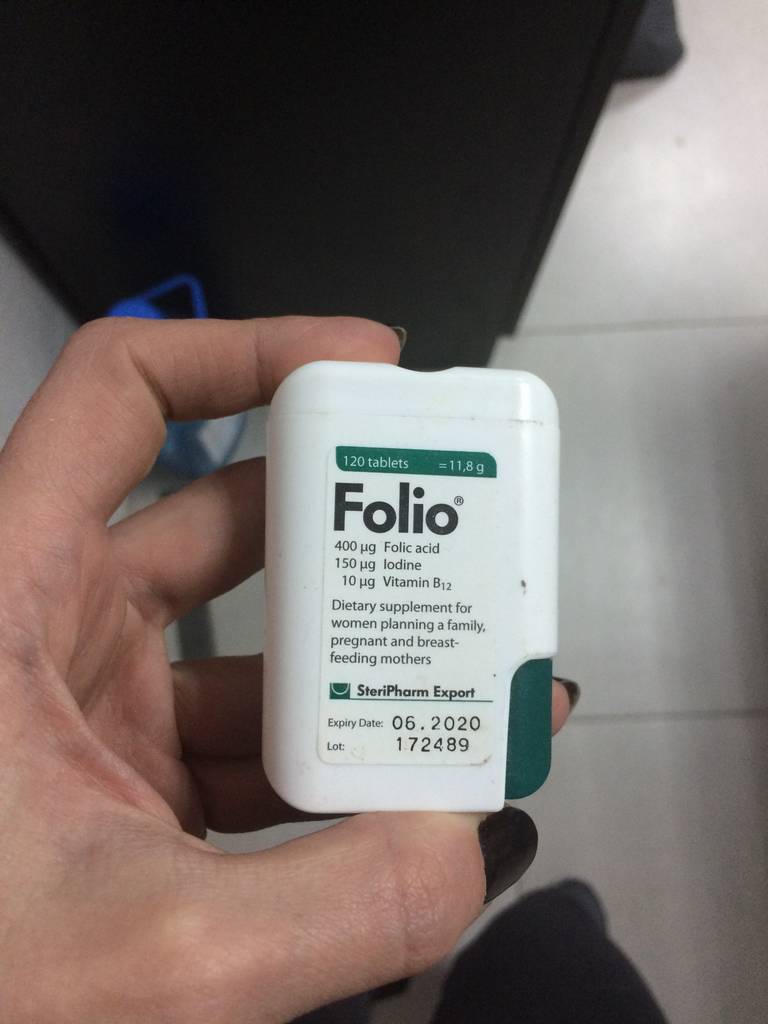 120 tablets =11,8 g
Folio®
400 µg Folic acid
150 µg Iodine
10 µg Vitamin B12
Dietary supplement for
women planning a family,
pregnant and breast-
feeding mothers
SteriPharm Export
Expiry Date: 06.2020
Lot: 172489